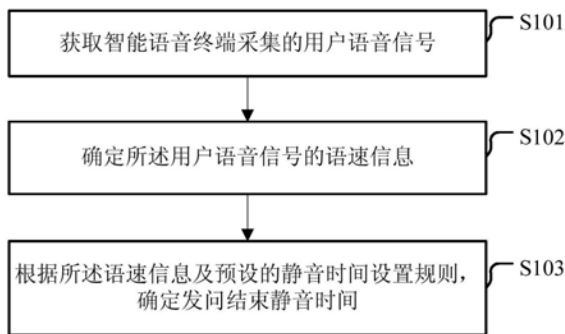 获取智能语音终端采集的用户语音信号
S101
确定所述用户语音信号的语速信息
S102
根据所述语速信息及预设的静音时间设置规则，
确定发问结束静音时间
S103